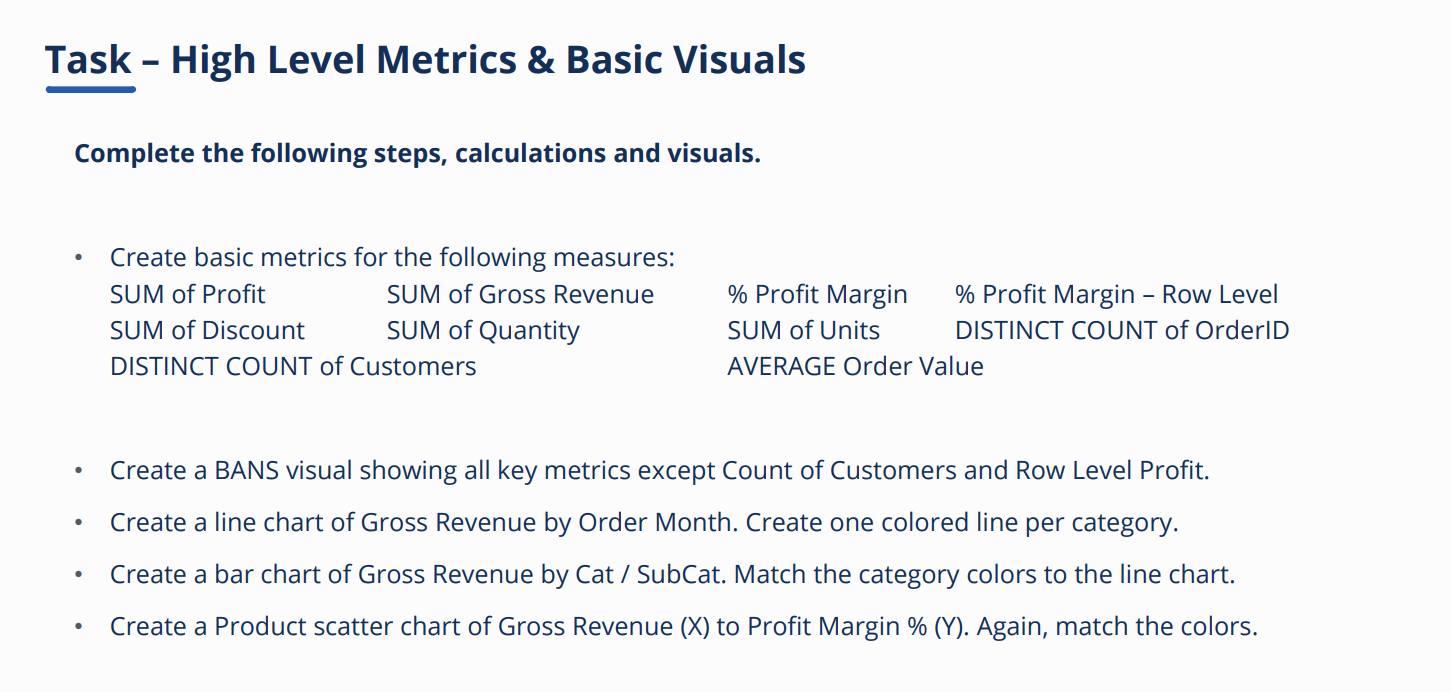 Task – High Level Metrics & Basic Visuals
Complete the following steps, calculations and visuals.
• Create basic metrics for the following measures:
SUM of Profit SUM of Gross Revenue % Profit Margin % Profit Margin – Row Level
SUM of Discount SUM of Quantity SUM of Units DISTINCT COUNT of OrderID
DISTINCT COUNT of Customers AVERAGE Order Value
• Create a BANS visual showing all key metrics except Count of Customers and Row Level Profit.
• Create a line chart of Gross Revenue by Order Month. Create one colored line per category.
• Create a bar chart of Gross Revenue by Cat / SubCat. Match the category colors to the line chart.
• Create a Product scatter chart of Gross Revenue (X) to Profit Margin % (Y). Again, match the colors.